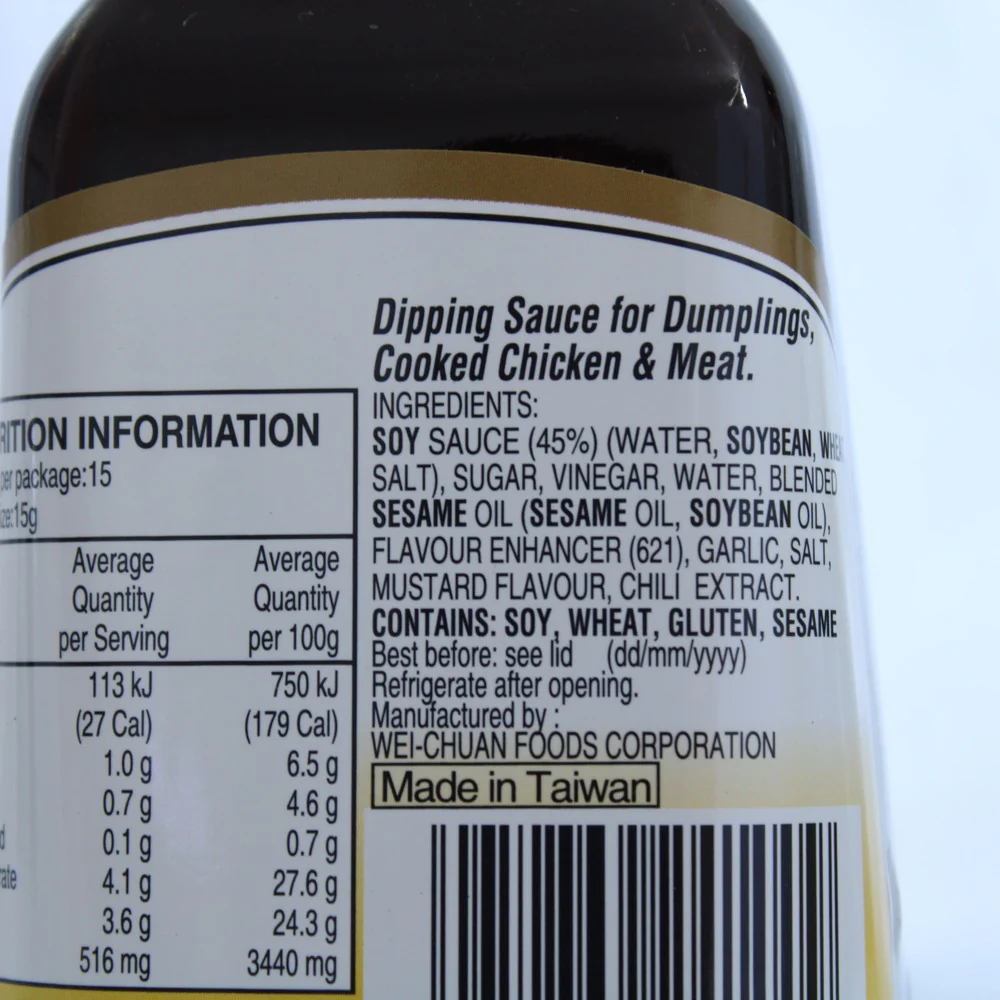 Dipping Sauce for Dumplings,
Cooked Chicken & Meat.
INGREDIENTS:
SOY SAUCE (45%) (WATER, SOYBEAN,
SALT), SUGAR, VINEGAR, WATER, BLENDED
SESAME OIL (SESAME OIL, SOYBEAN OIL),
FLAVOUR ENHANCER (621), GARLIC, SALT,
MUSTARD FLAVOUR, CHILI EXTRACT.
CONTAINS: SOY, WHEAT, GLUTEN, SESAME
Best before: see lid (dd/mm/yyyy)
Refrigerate after opening.
Manufactured by :
WEI-CHUAN FOODS CORPORATION
Made in Taiwan
INFORMATION
per package:15
15g
Average Average
Quantity Quantity
per Serving per 100g
113 kJ 750 kJ
(27 Cal) (179 Cal)
1.0 g 6.5 g
0.7 g 4.6 g
0.1 g 0.7 g
4.1 g 27.6 g
3.6 g 24.3 g
516 mg 3440 mg